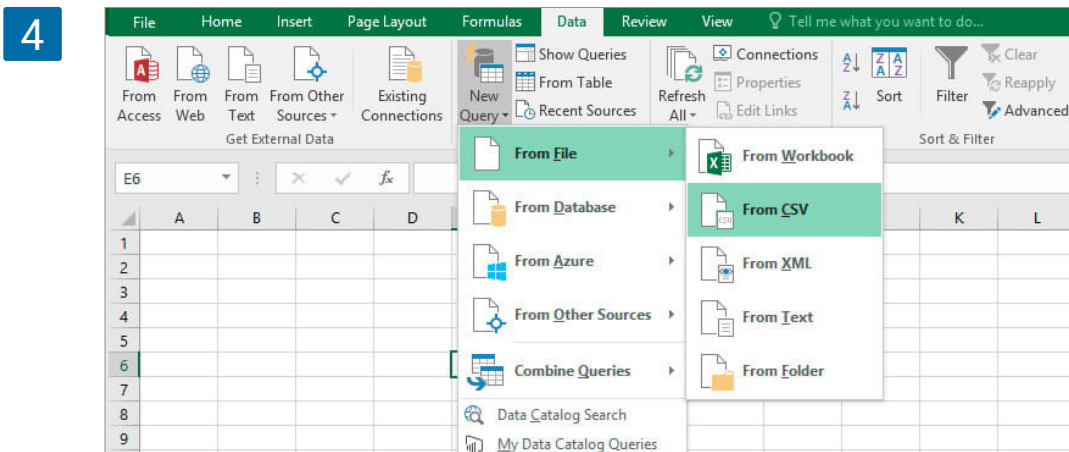 4
File Home Insert Page Layout Formulas Data Review View Tell me what you want to do...
From Access
From Web
From Text
From Other Sources
Existing Connections
Get External Data
New Query
Show Queries
From Table
Recent Sources
Refresh All
Connections
Properties
Edit Links
A Z
Z A
Z A A Z
Sort
Filter
Clear
Reapply
Advanced
Sort & Filter
E6 fx
A B C D K L
1
2
3
4
5
6
7
8
9
From File
From Database
From Azure
From Other Sources
Combine Queries
Data Catalog Search
My Data Catalog Queries
From Workbook
From CSV
From XML
From Text
From Folder